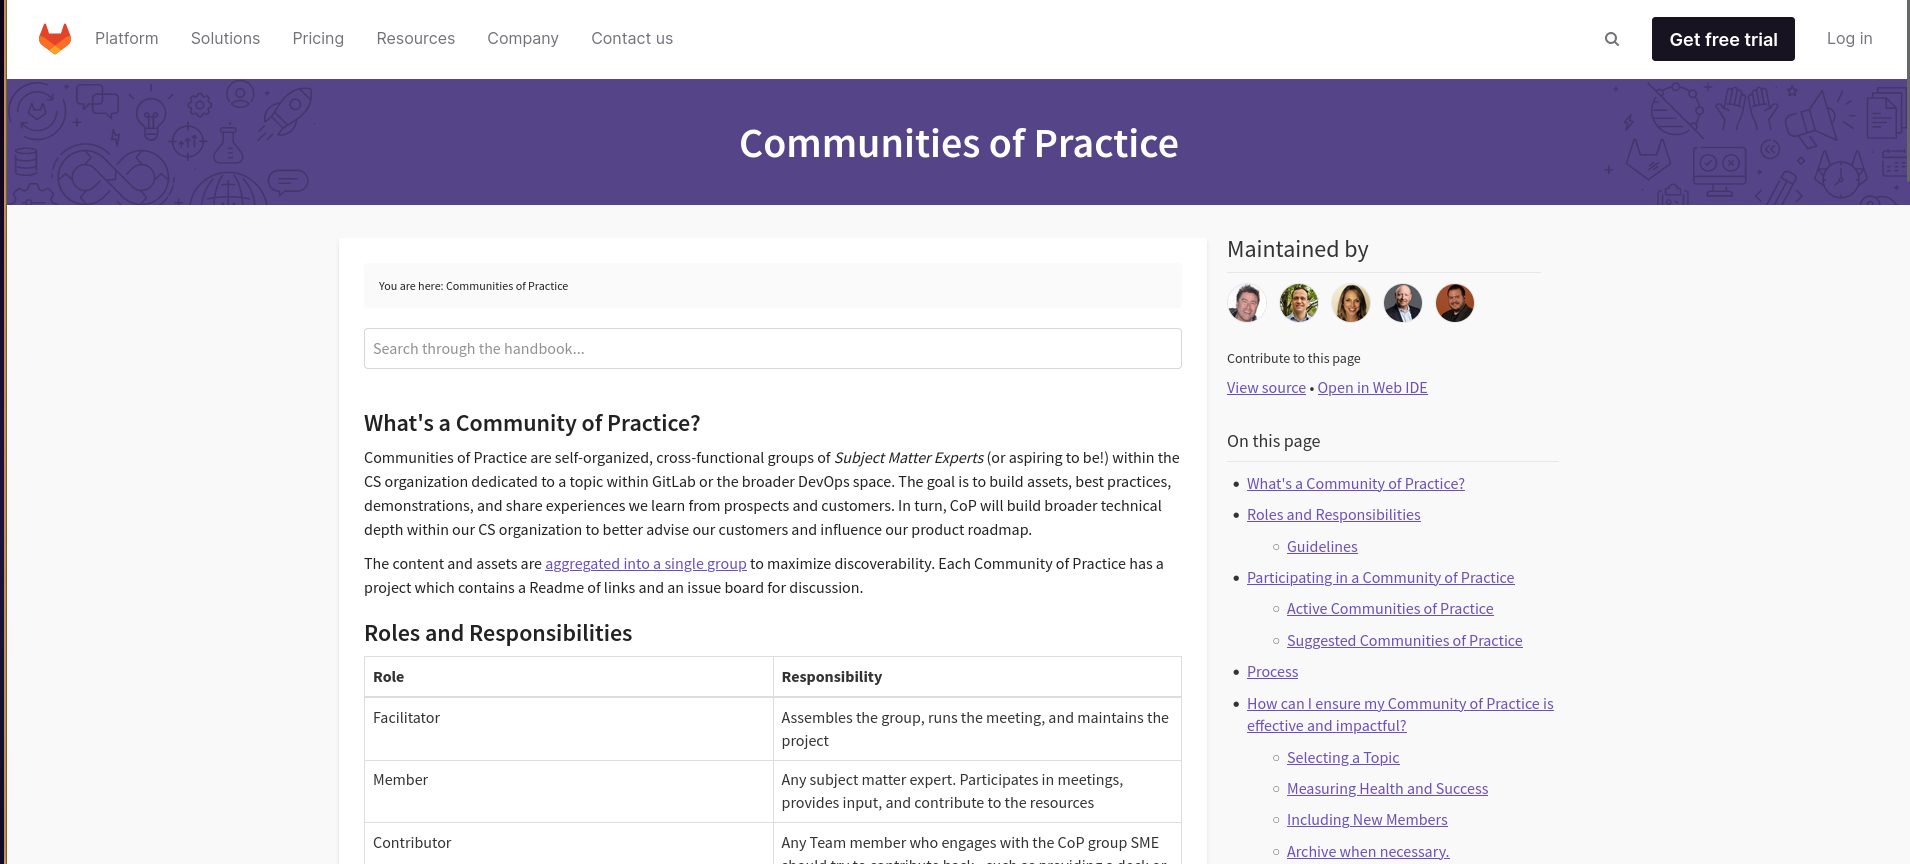 Platform Solutions Pricing Resources Company Contact us Get free trial Log in
Communities of Practice
You are here: Communities of Practice
Search through the handbook...
What's a Community of Practice?
Communities of Practice are self-organized, cross-functional groups of Subject Matter Experts (or aspiring to be!) within the
CS organization dedicated to a topic within GitLab or the broader DevOps space. The goal is to build assets, best practices,
demonstrations, and share experiences we learn from prospects and customers. In turn, CoP will build broader technical
depth within our CS organization to better advise our customers and influence our product roadmap.
The content and assets are aggregated into a single group to maximize discoverability. Each Community of Practice has a
project which contains a Readme of links and an issue board for discussion.
Roles and Responsibilities
Role Responsibility
Facilitator Assembles the group, runs the meeting, and maintains the
project
Member Any subject matter expert. Participates in meetings,
provides input, and contribute to the resources
Contributor Any Team member who engages with the CoP group SME
should try to contribute back - such as providing a deck or
Maintained by
Contribute to this page
View source • Open in Web IDE
On this page
• What's a Community of Practice?
• Roles and Responsibilities
○ Guidelines
• Participating in a Community of Practice
○ Active Communities of Practice
○ Suggested Communities of Practice
• Process
• How can I ensure my Community of Practice is
effective and impactful?
○ Selecting a Topic
○ Measuring Health and Success
○ Including New Members
○ Archive when necessary.